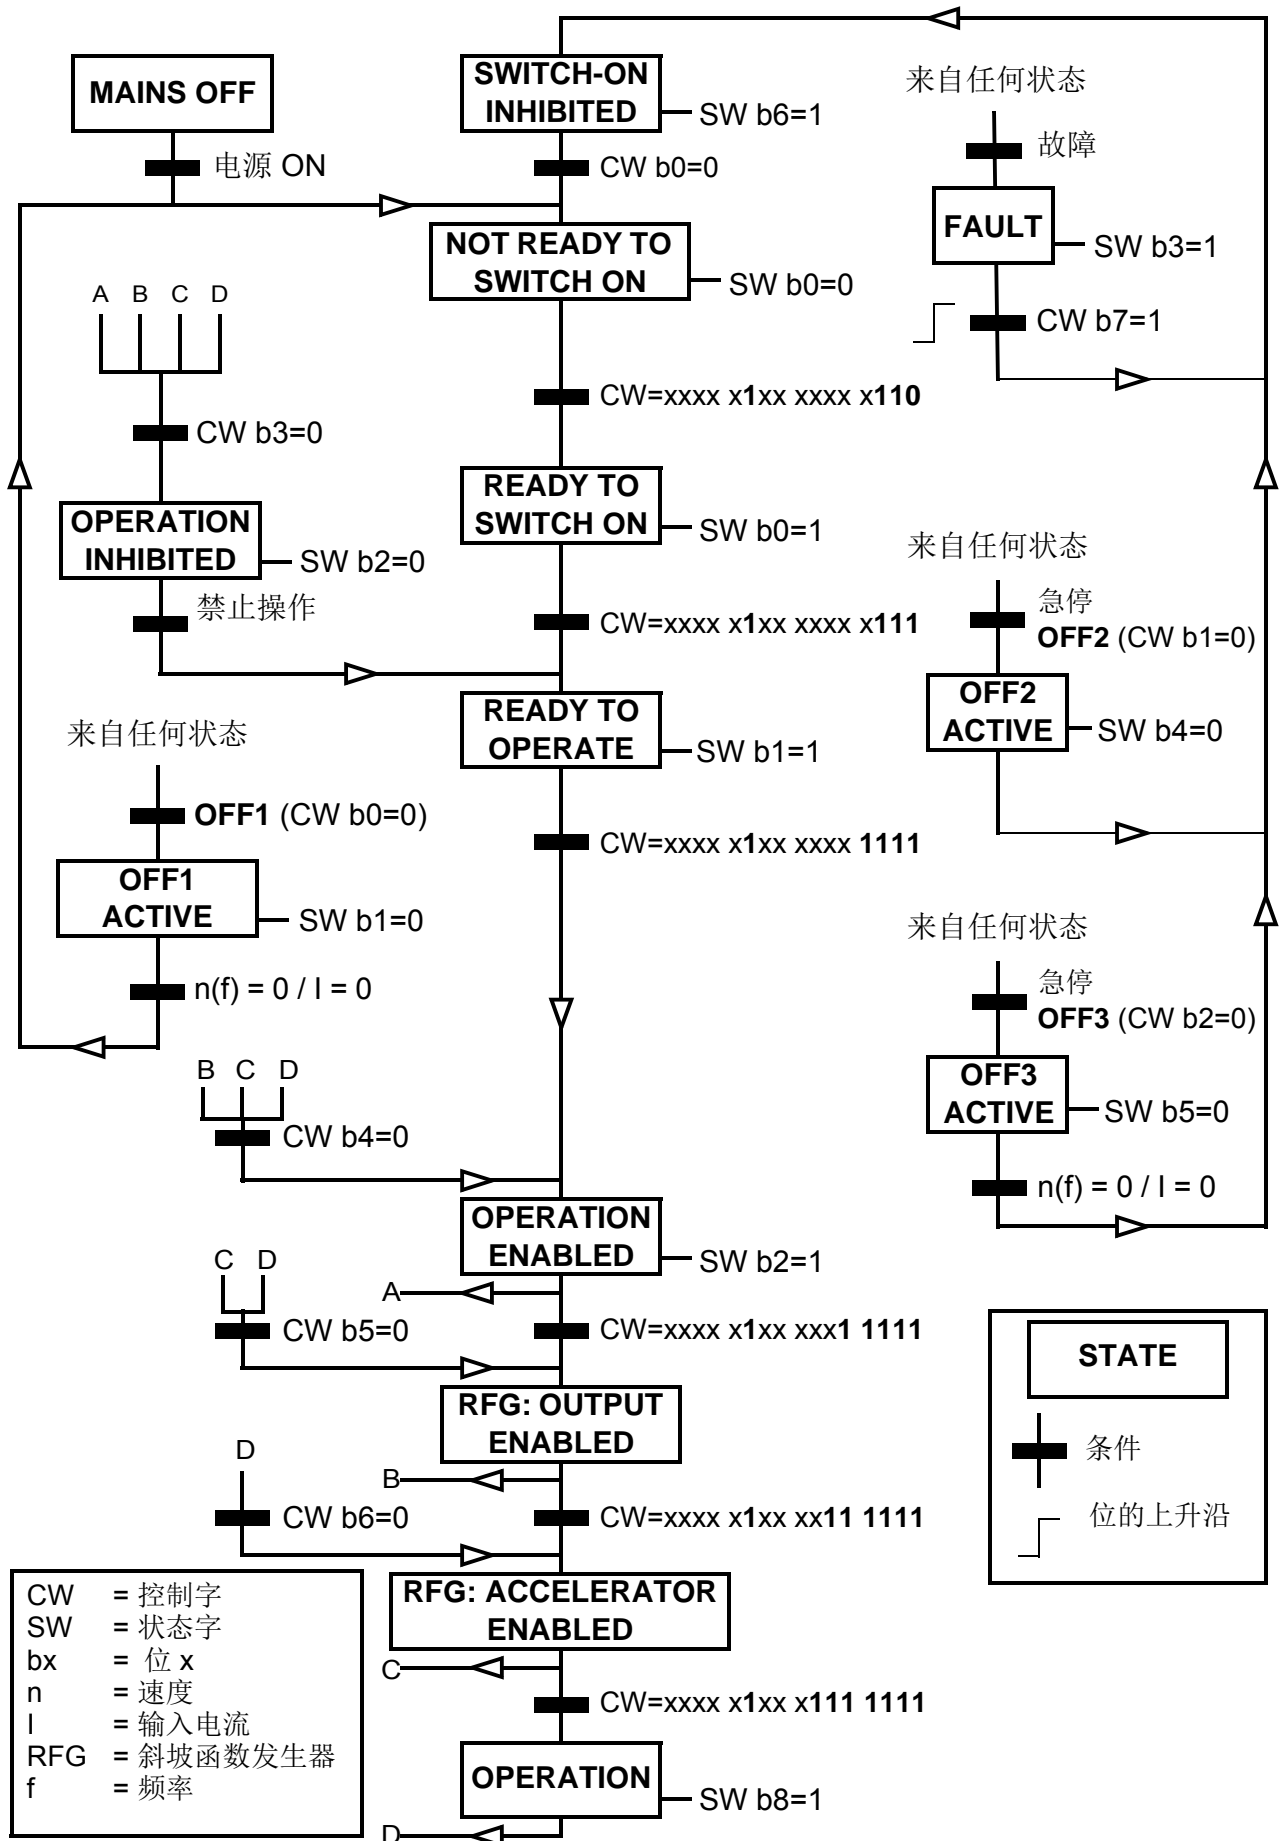 MAINS OFF
电源 ON
SWITCH-ON
INHIBITED
SW b6=1
CW b0=0
NOT READY TO
SWITCH ON
SW b0=0
CW=xxxx x1xx xxxx x110
A B C D
CW b3=0
OPERATION
INHIBITED
SW b2=0
禁止操作
READY TO
SWITCH ON
SW b0=1
CW=xxxx x1xx xxxx x111
READY TO
OPERATE
SW b1=1
CW=xxxx x1xx xxxx 1111
来自任何状态
OFF1 (CW b0=0)
OFF1
ACTIVE
SW b1=0
n(f) = 0 / I = 0
B C D
CW b4=0
OPERATION
ENABLED
SW b2=1
A
C D
CW b5=0
CW=xxxx x1xx xxx1 1111
RFG: OUTPUT
ENABLED
B
D
CW b6=0
CW=xxxx x1xx xx11 1111
RFG: ACCELERATOR
ENABLED
C
CW=xxxx x1xx x111 1111
OPERATION
SW b8=1
D
来自任何状态
故障
FAULT
SW b3=1
CW b7=1
来自任何状态
急停
OFF2 (CW b1=0)
OFF2
ACTIVE
SW b4=0
来自任何状态
急停
OFF3 (CW b2=0)
OFF3
ACTIVE
SW b5=0
n(f) = 0 / I = 0
STATE
条件
位的上升沿
CW = 控制字
SW = 状态字
bx = 位 x
n = 速度
I = 输入电流
RFG = 斜坡函数发生器
f = 频率